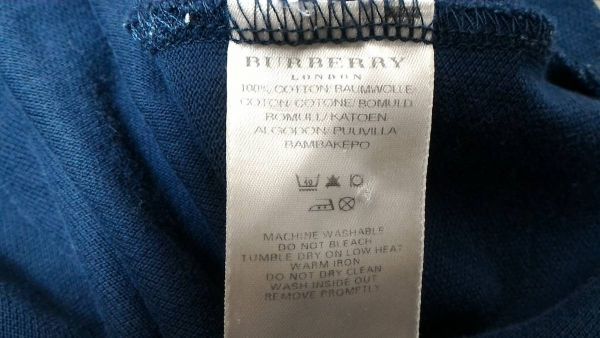 BURBERRY
LONDON
100% COTTON/BAUMWOLLE
COTON/COTONE/BOMULD
BOMULL/KATOEN
ALGODON/PUUVILLA
BAMBAKEPO
40
MACHINE WASHABLE
DO NOT BLEACH
TUMBLE DRY ON LOW HEAT
WARM IRON
DO NOT DRY CLEAN
WASH INSIDE OUT
REMOVE PROMPTLY